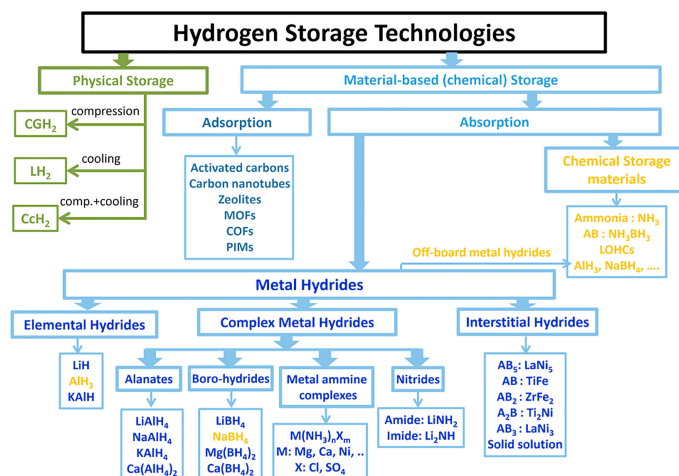 Hydrogen Storage Technologies
Physical Storage
Material-based (chemical) Storage
compression
CGH₂
cooling
LH₂
comp.+cooling
CcH₂
Adsorption
Absorption
Activated carbons
Carbon nanotubes
Zeolites
MOFs
COFs
PIMs
Chemical Storage
materials
Ammonia : NH₃
AB : NH₃BH₃
LOHCs
AlH₃, NaBH₄, ....
Off-board metal hydrides
Metal Hydrides
Elemental Hydrides
Complex Metal Hydrides
Interstitial Hydrides
LiH
AlH₃
KAlH
Alanates
Boro-hydrides
Metal ammine
complexes
Nitrides
LiAlH₄
NaAlH₄
KAlH₄
Ca(AlH₄)₂
LiBH₄
NaBH₄
Mg(BH₄)₂
Ca(BH₄)₂
M(NH₃)ₙXₘ
M: Mg, Ca, Ni, ..
X: Cl, SO₄
Amide: LiNH₂
Imide: Li₂NH
AB₅: LaNi₅
AB : TiFe
AB₂ : ZrFe₂
A₂B : Ti₂Ni
AB₃ : LaNi₃
Solid solution